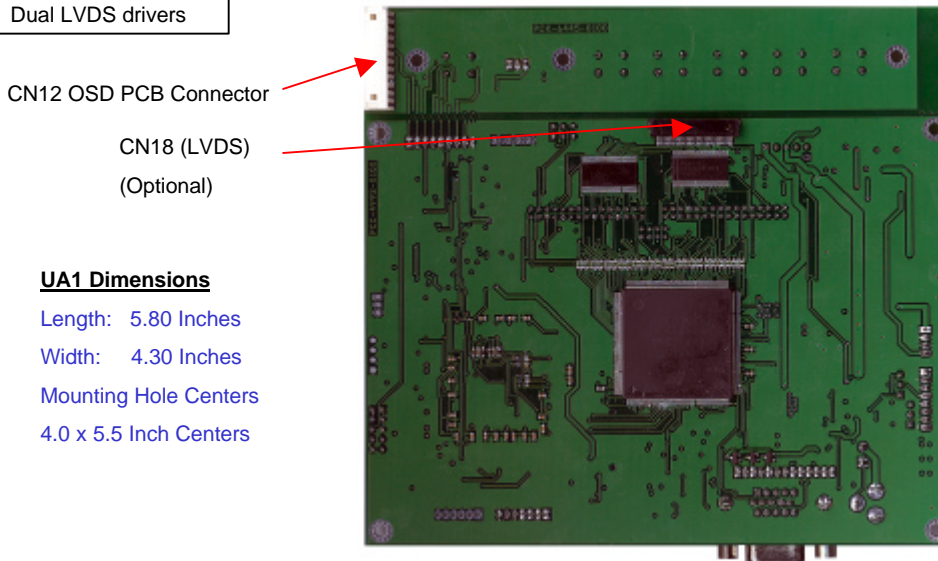 Dual LVDS drivers
CN12 OSD PCB Connector
CN18 (LVDS)
(Optional)
UA1 Dimensions
Length: 5.80 Inches
Width: 4.30 Inches
Mounting Hole Centers
4.0 x 5.5 Inch Centers